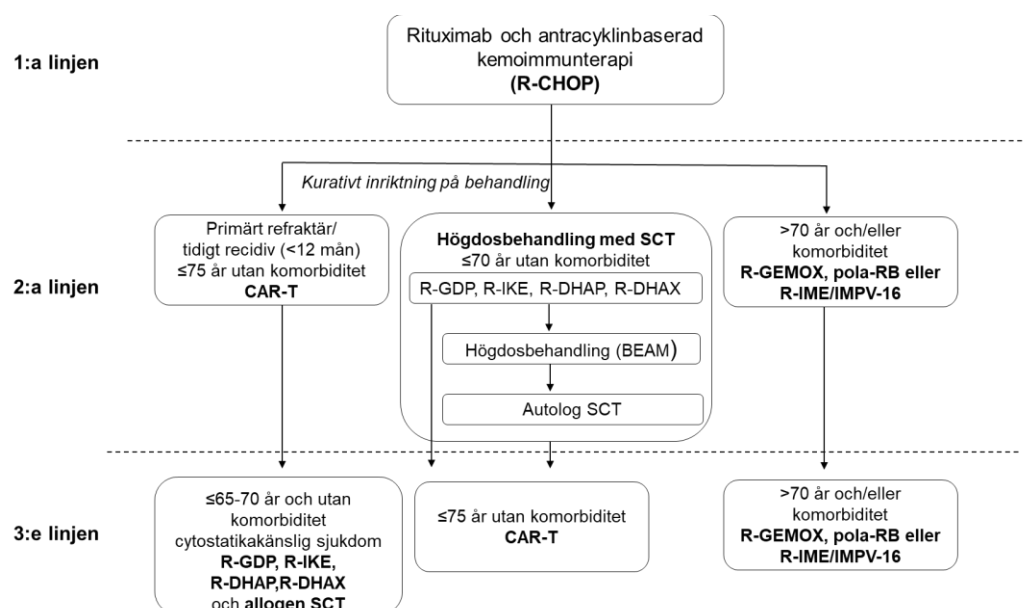 1:a linjen
Rituximab och antracyklinbaserad
kemoimmunterapi
(R-CHOP)
Kurativt inriktning på behandling
2:a linjen
Primärt refraktär/
tidigt recidiv (<12 mån)
≤75 år utan komorbiditet
CAR-T
Högdosbehandling med SCT
≤70 år utan komorbiditet
R-GDP, R-IKE, R-DHAP, R-DHAX
Högdosbehandling (BEAM)
Autolog SCT
>70 år och/eller
komorbiditet
R-GEMOX, pola-RB eller
R-IME/IMPV-16
3:e linjen
≤65-70 år och utan
komorbiditet
cytostatikakänslig sjukdom
R-GDP, R-IKE,
R-DHAP,R-DHAX
och allogen SCT
≤75 år utan komorbiditet
CAR-T
>70 år och/eller
komorbiditet
R-GEMOX, pola-RB eller
R-IME/IMPV-16